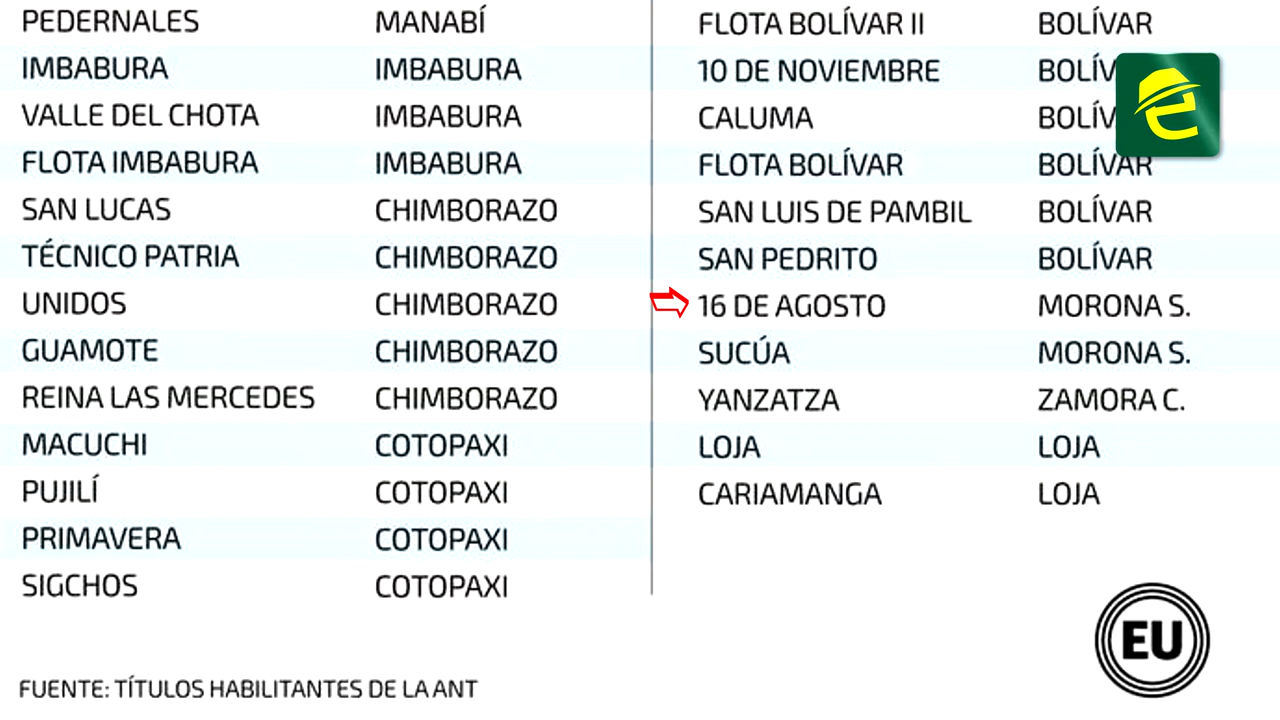 PEDERNALES MANABÍ
IMBABURA IMBABURA
VALLE DEL CHOTA IMBABURA
FLOTA IMBABURA IMBABURA
SAN LUCAS CHIMBORAZO
TÉCNICO PATRIA CHIMBORAZO
UNIDOS CHIMBORAZO
GUAMOTE CHIMBORAZO
REINA LAS MERCEDES CHIMBORAZO
MACUCHI COTOPAXI
PUJILÍ COTOPAXI
PRIMAVERA COTOPAXI
SIGCHOS COTOPAXI
FLOTA BOLÍVAR II BOLÍVAR
10 DE NOVIEMBRE BOLÍV
CALUMA BOLÍV
FLOTA BOLÍVAR BOLÍVAR
SAN LUIS DE PAMBIL BOLÍVAR
SAN PEDRITO BOLÍVAR
16 DE AGOSTO MORONA S.
SUCÚA MORONA S.
YANZATZA ZAMORA C.
LOJA LOJA
CARIAMANGA LOJA
e
EU
FUENTE: TÍTULOS HABILITANTES DE LA ANT